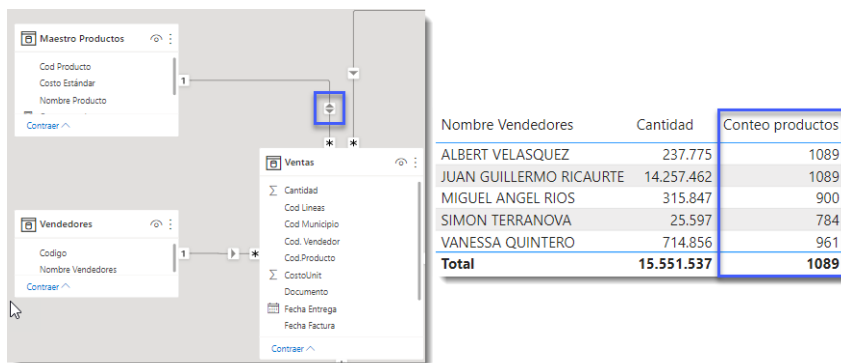 Maestro Productos
Cod Producto
Costo Estándar
Nombre Producto
Contraer
1
*
*
Ventas
Cantidad
Cod Lineas
Cod Municipio
Cod. Vendedor
Cod.Producto
CostoUnit
Documento
Fecha Entrega
Fecha Factura
Contraer
Vendedores
Codigo
Nombre Vendedores
Contraer
1
*
Nombre Vendedores Cantidad Conteo productos
ALBERT VELASQUEZ 237.775 1089
JUAN GUILLERMO RICAURTE 14.257.462 1089
MIGUEL ANGEL RIOS 315.847 900
SIMON TERRANOVA 25.597 784
VANESSA QUINTERO 714.856 961
Total 15.551.537 1089